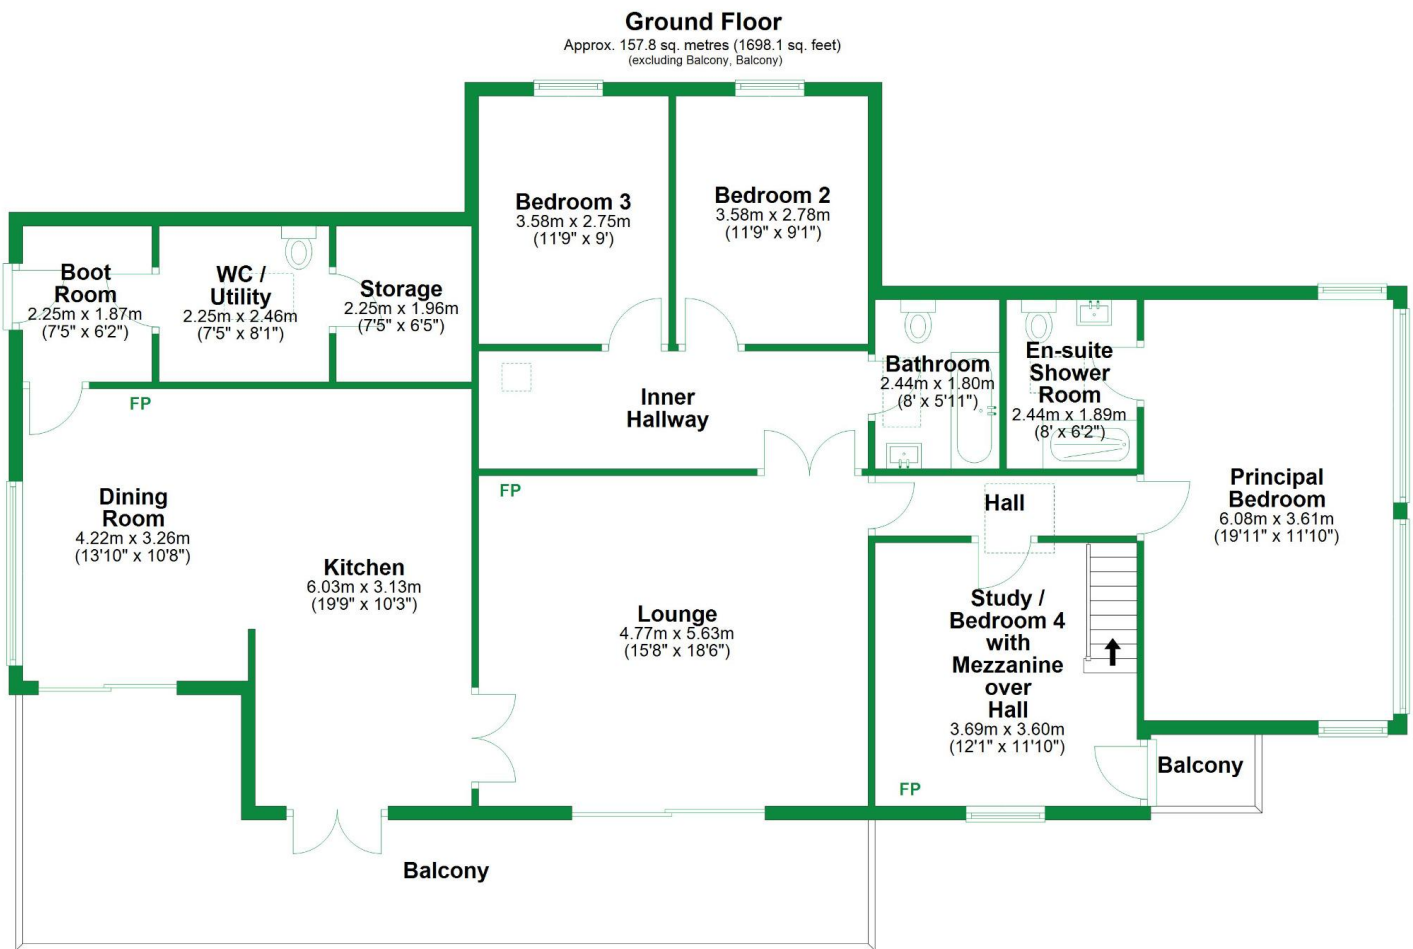 Ground Floor
Approx. 157.8 sq. metres (1698.1 sq. feet)
(excluding Balcony, Balcony)
Bedroom 3
3.58m x 2.75m
(11'9" x 9')
Bedroom 2
3.58m x 2.78m
(11'9" x 9'1")
Boot
Room
2.25m x 1.87m
(7'5" x 6'2")
WC /
Utility
2.25m x 2.46m
(7'5" x 8'1")
Storage
2.25m x 1.96m
(7'5" x 6'5")
Inner
Hallway
Bathroom
2.44m x 1.80m
(8' x 5'11")
En-suite
Shower
Room
2.44m x 1.89m
(8' x 6'2")
FP
Dining
Room
4.22m x 3.26m
(13'10" x 10'8")
Kitchen
6.03m x 3.13m
(19'9" x 10'3")
FP
Lounge
4.77m x 5.63m
(15'8" x 18'6")
Hall
Principal
Bedroom
6.08m x 3.61m
(19'11" x 11'10")
Study /
Bedroom 4
with
Mezzanine
over
Hall
3.69m x 3.60m
(12'1" x 11'10")
FP
Balcony
Balcony